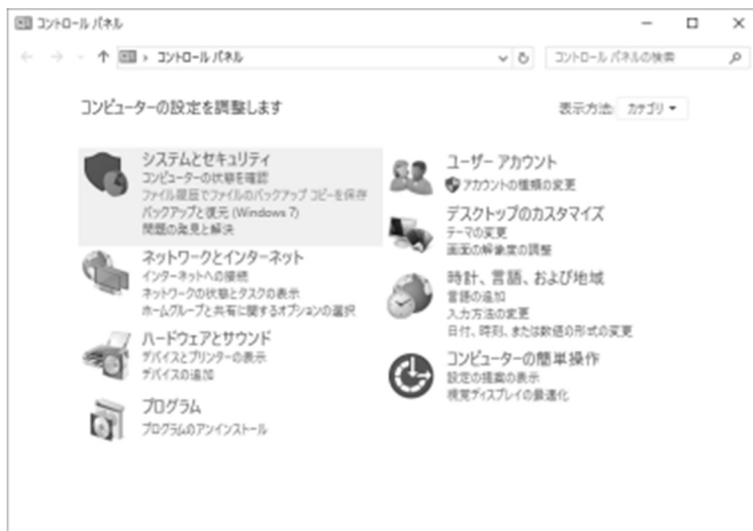 コントロール パネル
コントロール パネル
コントロール パネルの検索
コンピューターの設定を調整します
表示方法: カテゴリ
システムとセキュリティ
コンピューターの状態を確認
ファイル履歴でファイルのバックアップ コピーを保存
バックアップと復元 (Windows 7)
問題の発見と解決
ネットワークとインターネット
インターネットへの接続
ネットワークの状態とタスクの表示
ホームグループと共有に関するオプションの選択
ハードウェアとサウンド
デバイスとプリンターの表示
デバイスの追加
プログラム
プログラムのアンインストール
ユーザー アカウント
アカウントの種類の変更
デスクトップのカスタマイズ
テーマの変更
画面の解像度の調整
時計、言語、および地域
言語の追加
入力方法の変更
日付、時刻、または数値の形式の変更
コンピューターの簡単操作
設定の提案の表示
視覚ディスプレイの最適化